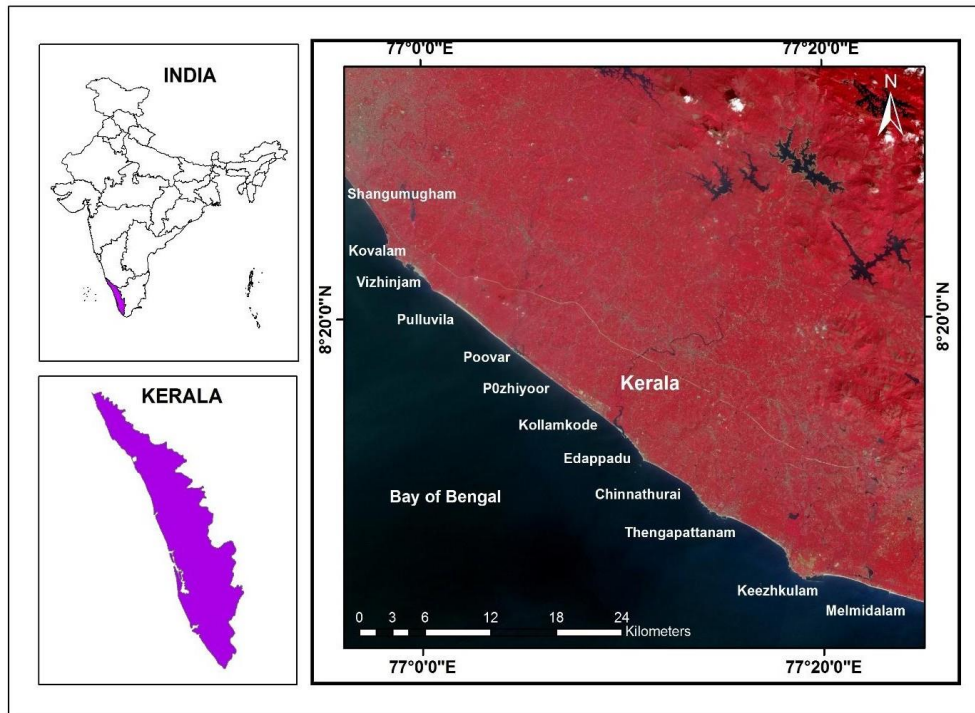 INDIA
KERALA
77°0'0"E
77°20'0"E
N
8°20'0"N
8°20'0"N
Shangumugham
Kovalam
Vizhinjam
Pulluvila
Poovar
P0zhiyoor
Kerala
Kollamkode
Edappadu
Bay of Bengal
Chinnathurai
Thengapattanam
Keezhkulam
Melmidalam
0 3 6 12 18 24
Kilometers
77°0'0"E
77°20'0"E